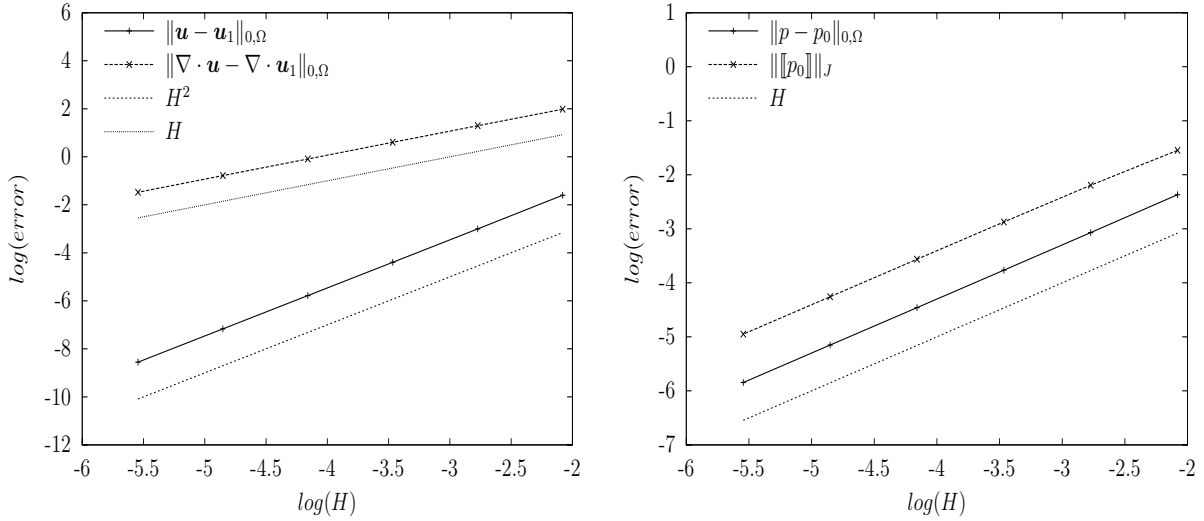 6
4
2
0
-2
-4
-6
-8
-10
-12
-6 -5.5 -5 -4.5 -4 -3.5 -3 -2.5 -2
log(error)
log(H)
‖u − u₁‖₀,Ω
‖∇ · u − ∇ · u₁‖₀,Ω
H²
H
1
0
-1
-2
-3
-4
-5
-6
-7
-6 -5.5 -5 -4.5 -4 -3.5 -3 -2.5 -2
log(error)
log(H)
‖p − p₀‖₀,Ω
‖⟦p₀⟧‖_J
H